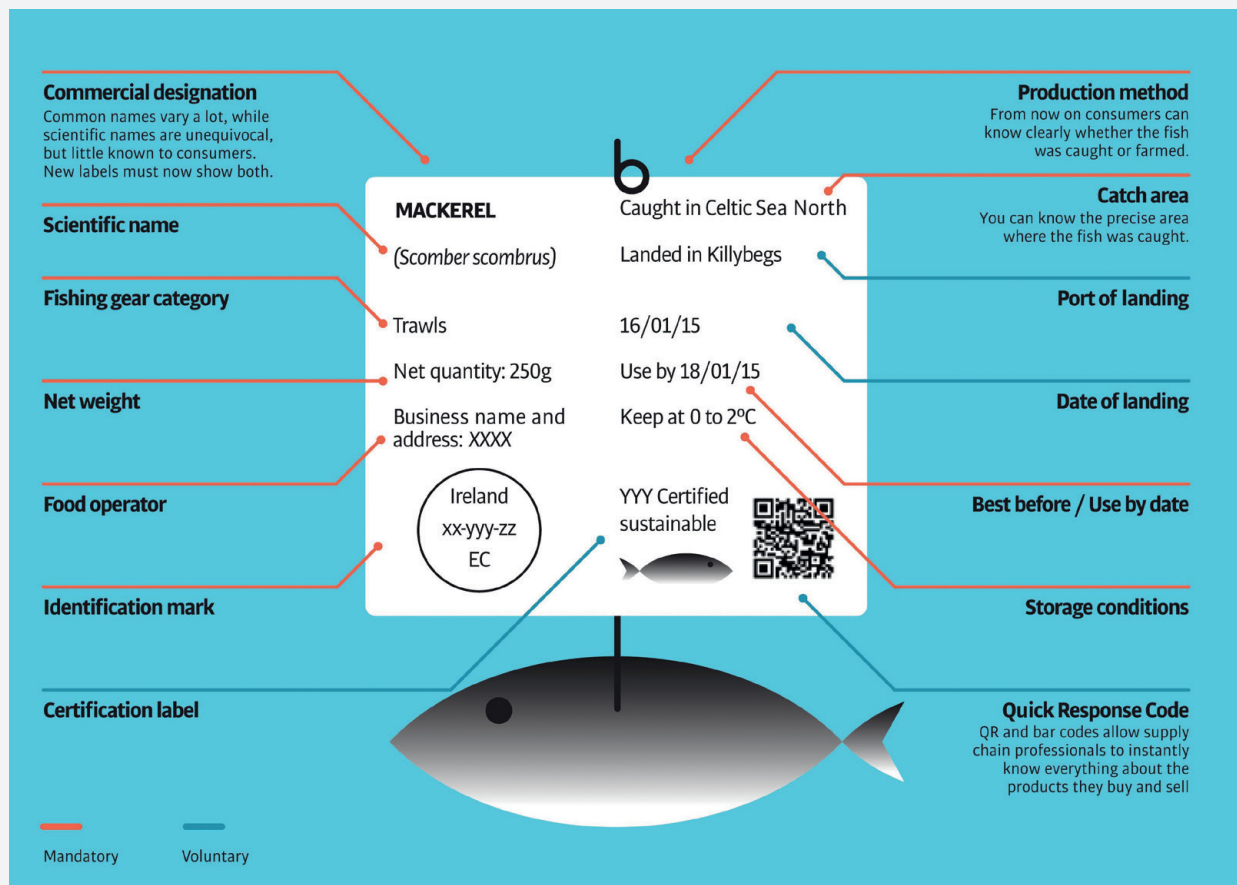 Commercial designation
Common names vary a lot, while
scientific names are unequivocal,
but little known to consumers.
New labels must now show both.
Scientific name
Fishing gear category
Net weight
Food operator
Identification mark
Certification label
MACKEREL
(Scomber scombrus)
Trawls
Net quantity: 250g
Business name and
address: XXXX
Ireland
xx-yyy-zz
EC
Caught in Celtic Sea North
Landed in Killybegs
16/01/15
Use by 18/01/15
Keep at 0 to 2ºC
YYY Certified
sustainable
Production method
From now on consumers can
know clearly whether the fish
was caught or farmed.
Catch area
You can know the precise area
where the fish was caught.
Port of landing
Date of landing
Best before / Use by date
Storage conditions
Quick Response Code
QR and bar codes allow supply
chain professionals to instantly
know everything about the
products they buy and sell
Mandatory
Voluntary